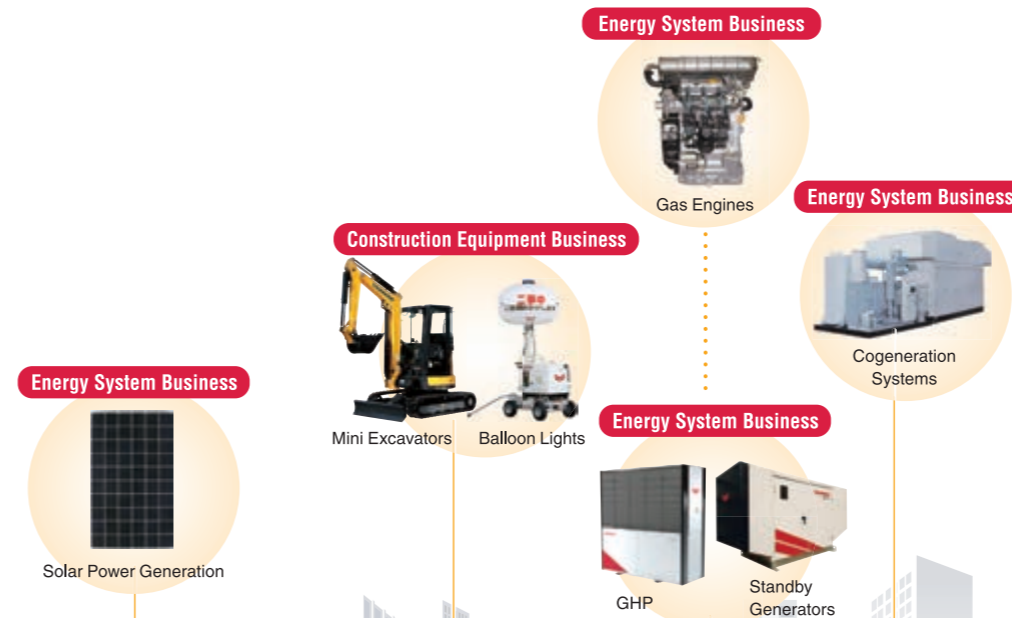 Energy System Business
Gas Engines
Energy System Business
Cogeneration
Systems
Construction Equipment Business
Mini Excavators
Balloon Lights
Energy System Business
Solar Power Generation
Energy System Business
GHP
Standby
Generators